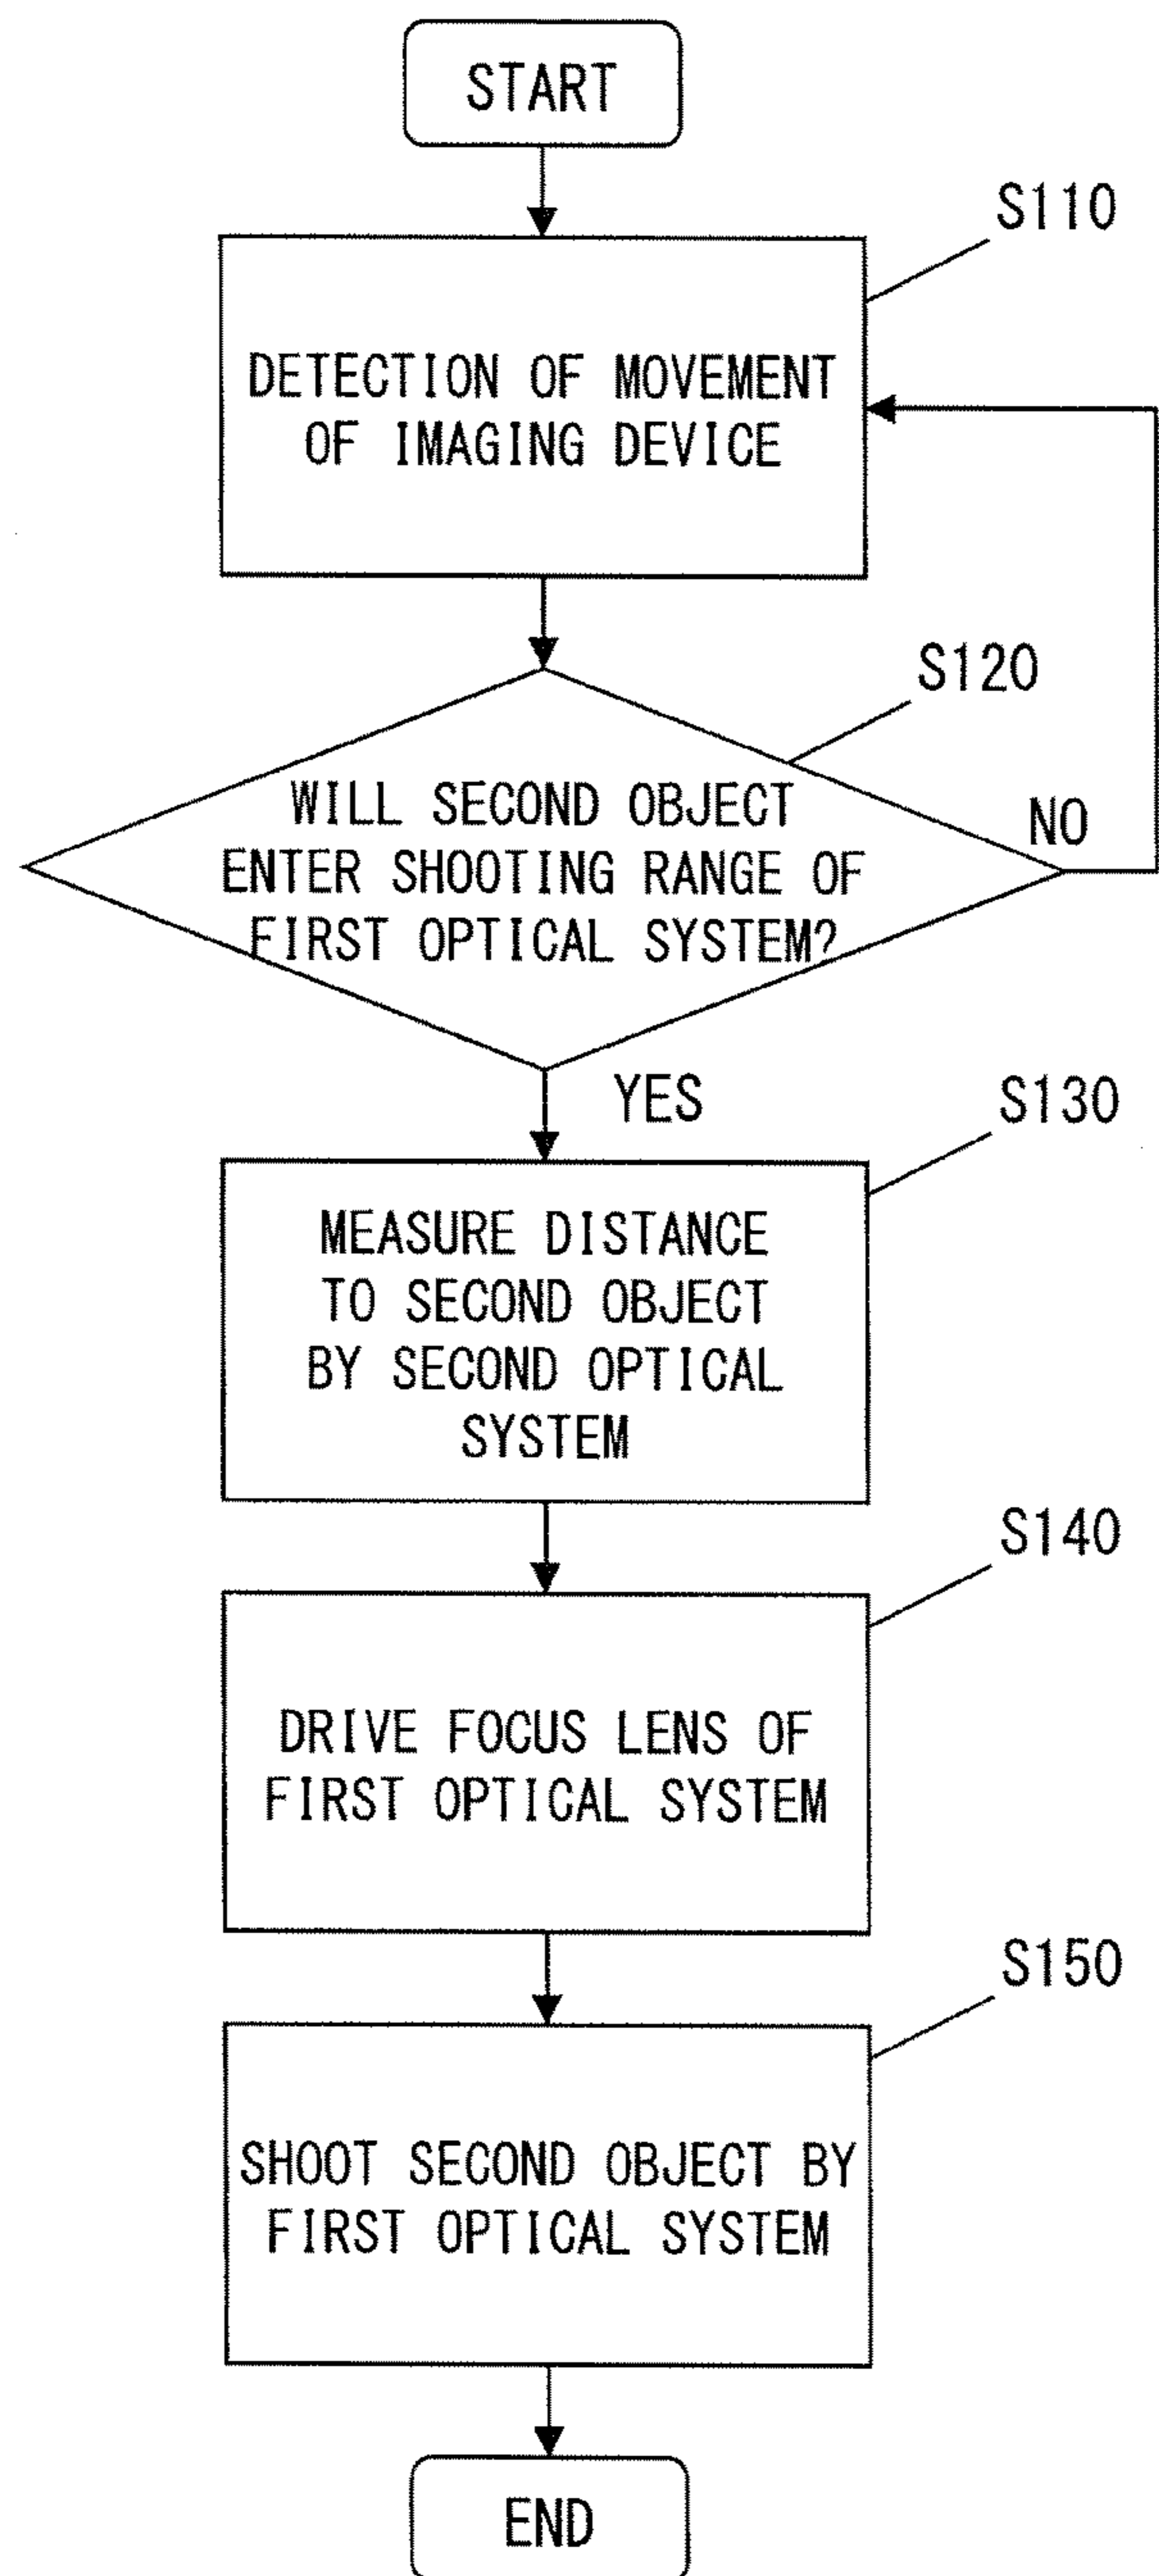 START
S110
DETECTION OF MOVEMENT
OF IMAGING DEVICE
S120
WILL SECOND OBJECT
ENTER SHOOTING RANGE OF
FIRST OPTICAL SYSTEM?
NO
YES
S130
MEASURE DISTANCE
TO SECOND OBJECT
BY SECOND OPTICAL
SYSTEM
S140
DRIVE FOCUS LENS OF
FIRST OPTICAL SYSTEM
S150
SHOOT SECOND OBJECT BY
FIRST OPTICAL SYSTEM
END